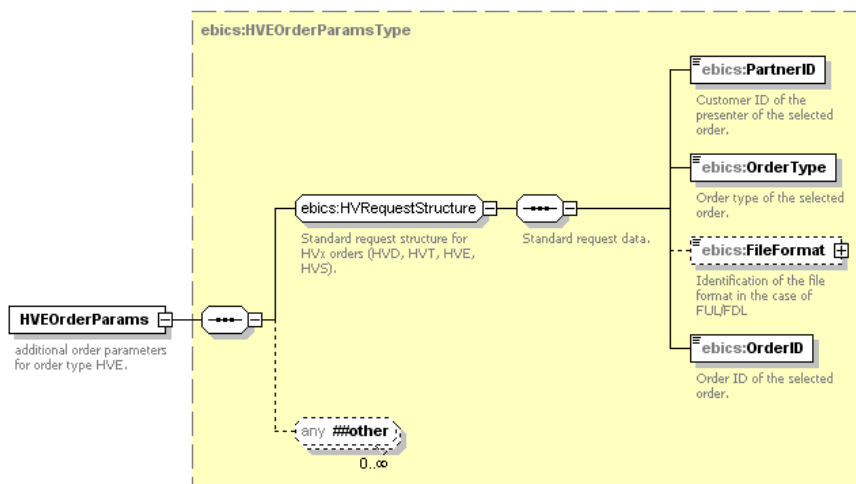 ebics:HVEOrderParamsType
ebics:PartnerID
Customer ID of the
presenter of the selected
order.
ebics:OrderType
Order type of the selected
order.
ebics:HVRequestStructure
Standard request structure for
HVx orders (HVD, HVT, HVE,
HVS).
Standard request data.
ebics:FileFormat
Identification of the file
format in the case of
FUL/FDL
HVEOrderParams
additional order parameters
for order type HVE.
ebics:OrderID
Order ID of the selected
order.
any ##other
0..∞